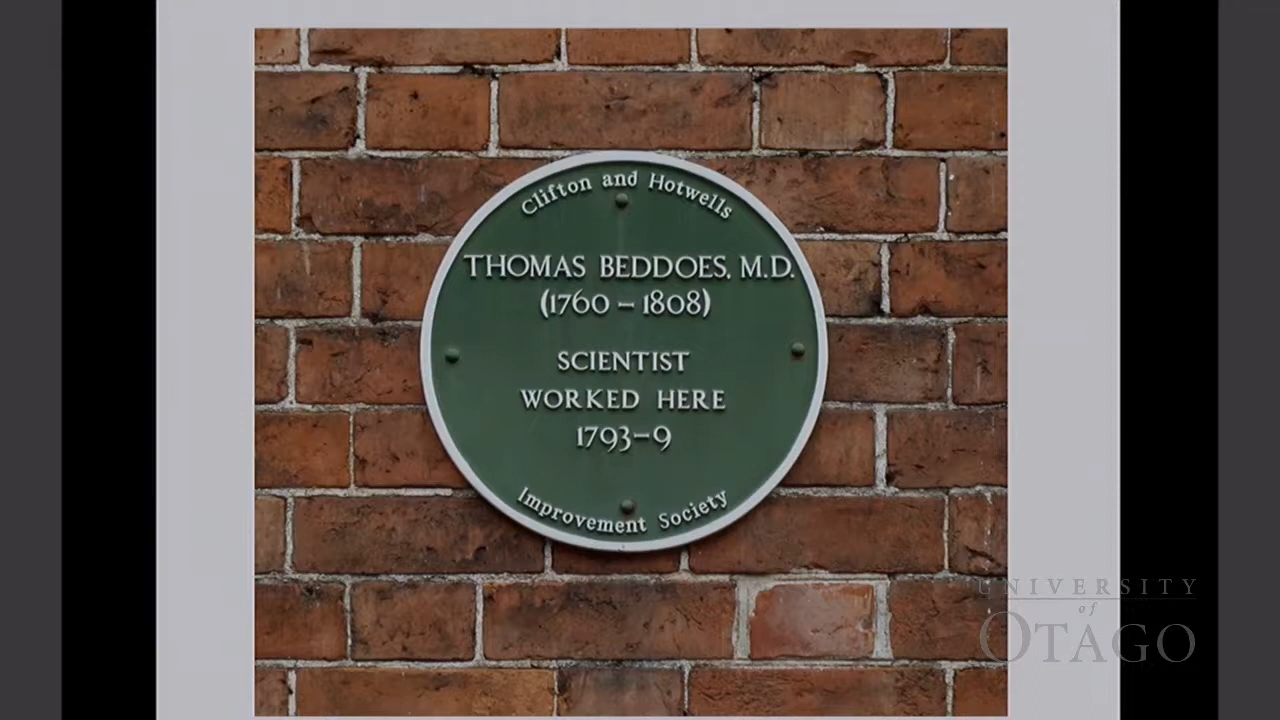 Clifton and Hotwells
THOMAS BEDDOES, M.D.
(1760 – 1808)
SCIENTIST
WORKED HERE
1793–9
Improvement Society
UNIVERSITY
of
OTAGO